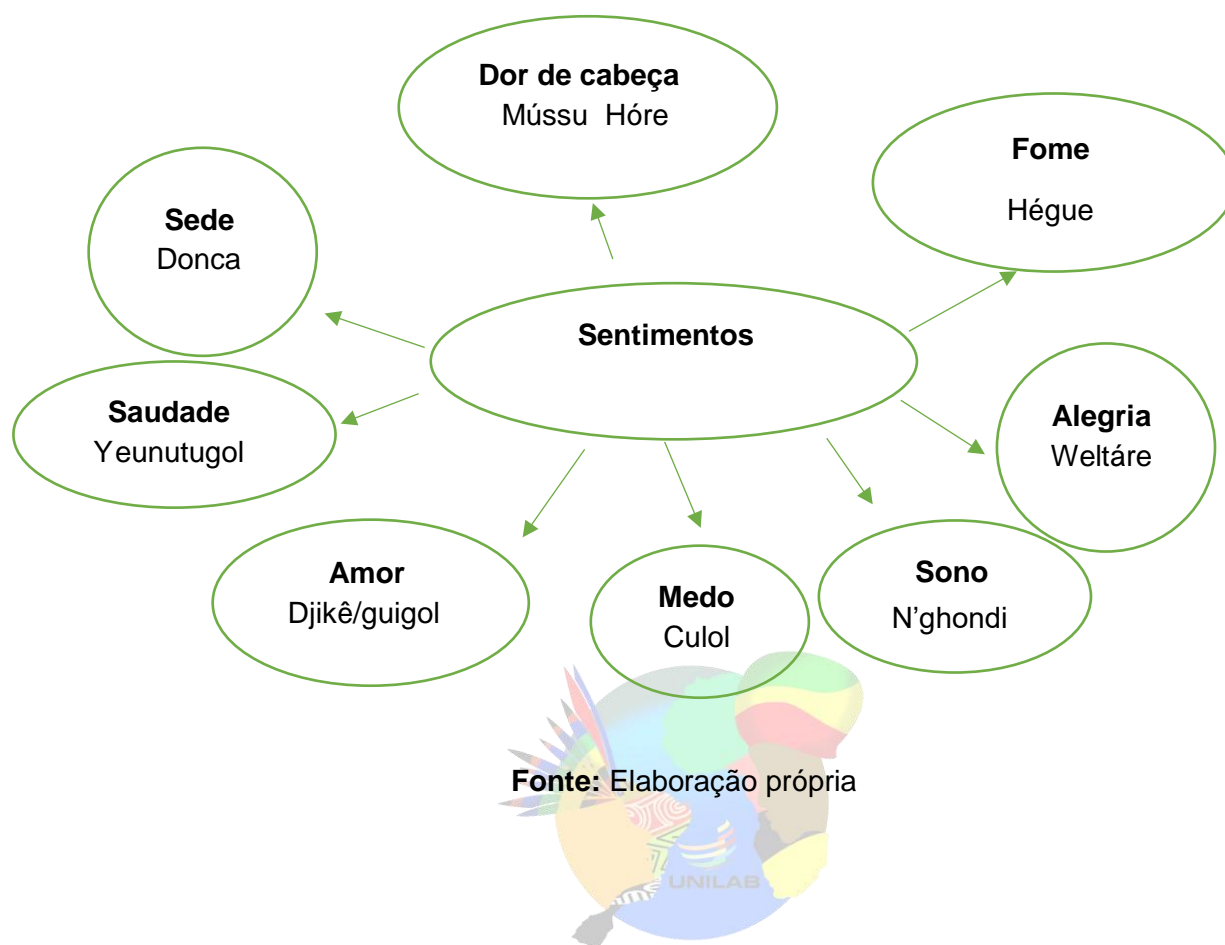 Dor de cabeça
Mússu Hóre
Fome
Hégue
Sede
Donca
Sentimentos
Saudade
Yeunutugol
Alegria
Weltáre
Amor
Djikê/guigol
Medo
Culol
Sono
N'ghondi
Fonte: Elaboração própria
UNILAB